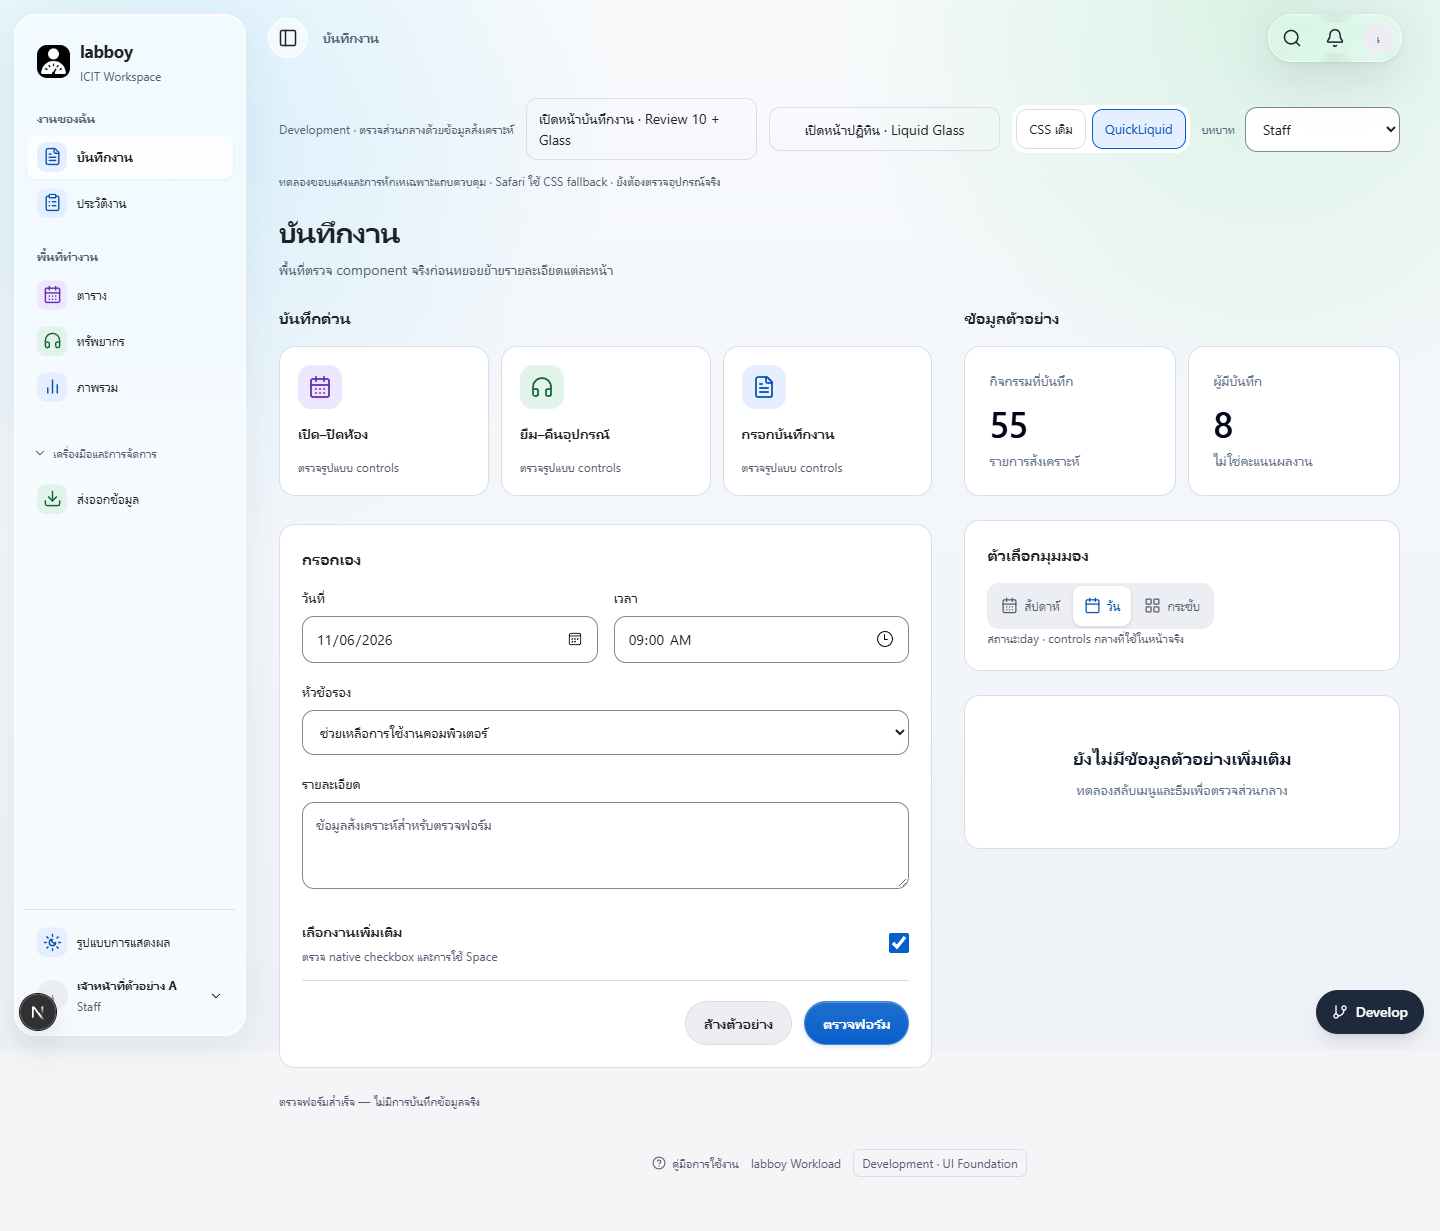 labboy
ICIT Workspace
งานของฉัน
บันทึกงาน
ประวัติงาน
พื้นที่ทำงาน
ตาราง
ทรัพยากร
ภาพรวม
เครื่องมือและการจัดการ
ส่งออกข้อมูล
รูปแบบการแสดงผล
เจ้าหน้าที่ตัวอย่าง A
Staff
N
บันทึกงาน
Development · ตรวจส่วนกลางด้วยข้อมูลสังเคราะห์
เปิดหน้าบันทึกงาน · Review 10 +
Glass
เปิดหน้าปฏิทิน · Liquid Glass
CSS เดิม
QuickLiquid
บทบาท
Staff
ทดลองขอบแสงและการหักเหเฉพาะแถบควบคุม · Safari ใช้ CSS fallback · ยังต้องตรวจอุปกรณ์จริง
บันทึกงาน
พื้นที่ตรวจ component จริงก่อนทยอยย้ายรายละเอียดแต่ละหน้า
บันทึกด่วน
เปิด–ปิดห้อง
ตรวจรูปแบบ controls
ยืม–คืนอุปกรณ์
ตรวจรูปแบบ controls
กรอกบันทึกงาน
ตรวจรูปแบบ controls
กรอกเอง
วันที่
11/06/2026
เวลา
09:00 AM
หัวข้อรอง
ช่วยเหลือการใช้งานคอมพิวเตอร์
รายละเอียด
ข้อมูลสังเคราะห์สำหรับตรวจฟอร์ม
เลือกงานเพิ่มเติม
ตรวจ native checkbox และการใช้ Space
ล้างตัวอย่าง
ตรวจฟอร์ม
ตรวจฟอร์มสำเร็จ — ไม่มีการบันทึกข้อมูลจริง
ข้อมูลตัวอย่าง
กิจกรรมที่บันทึก
55
รายการสังเคราะห์
ผู้มีบันทึก
8
ไม่ใช่คะแนนผลงาน
ตัวเลือกมุมมอง
สัปดาห์
วัน
กระชับ
สถานะ:day · controls กลางที่ใช้ในหน้าจริง
ยังไม่มีข้อมูลตัวอย่างเพิ่มเติม
ทดลองสลับเมนูและธีมเพื่อตรวจส่วนกลาง
Develop
คู่มือการใช้งาน
labboy Workload
Development · UI Foundation